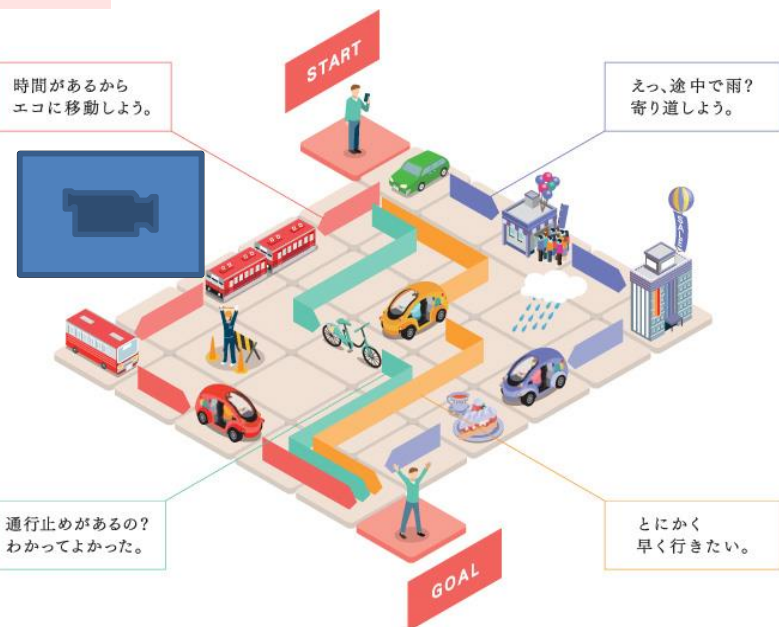 START
時間があるから
エコに移動しよう。
えっ、途中で雨?
寄り道しよう。
SALE
通行止めがあるの?
わかってよかった。
とにかく
早く行きたい。
GOAL